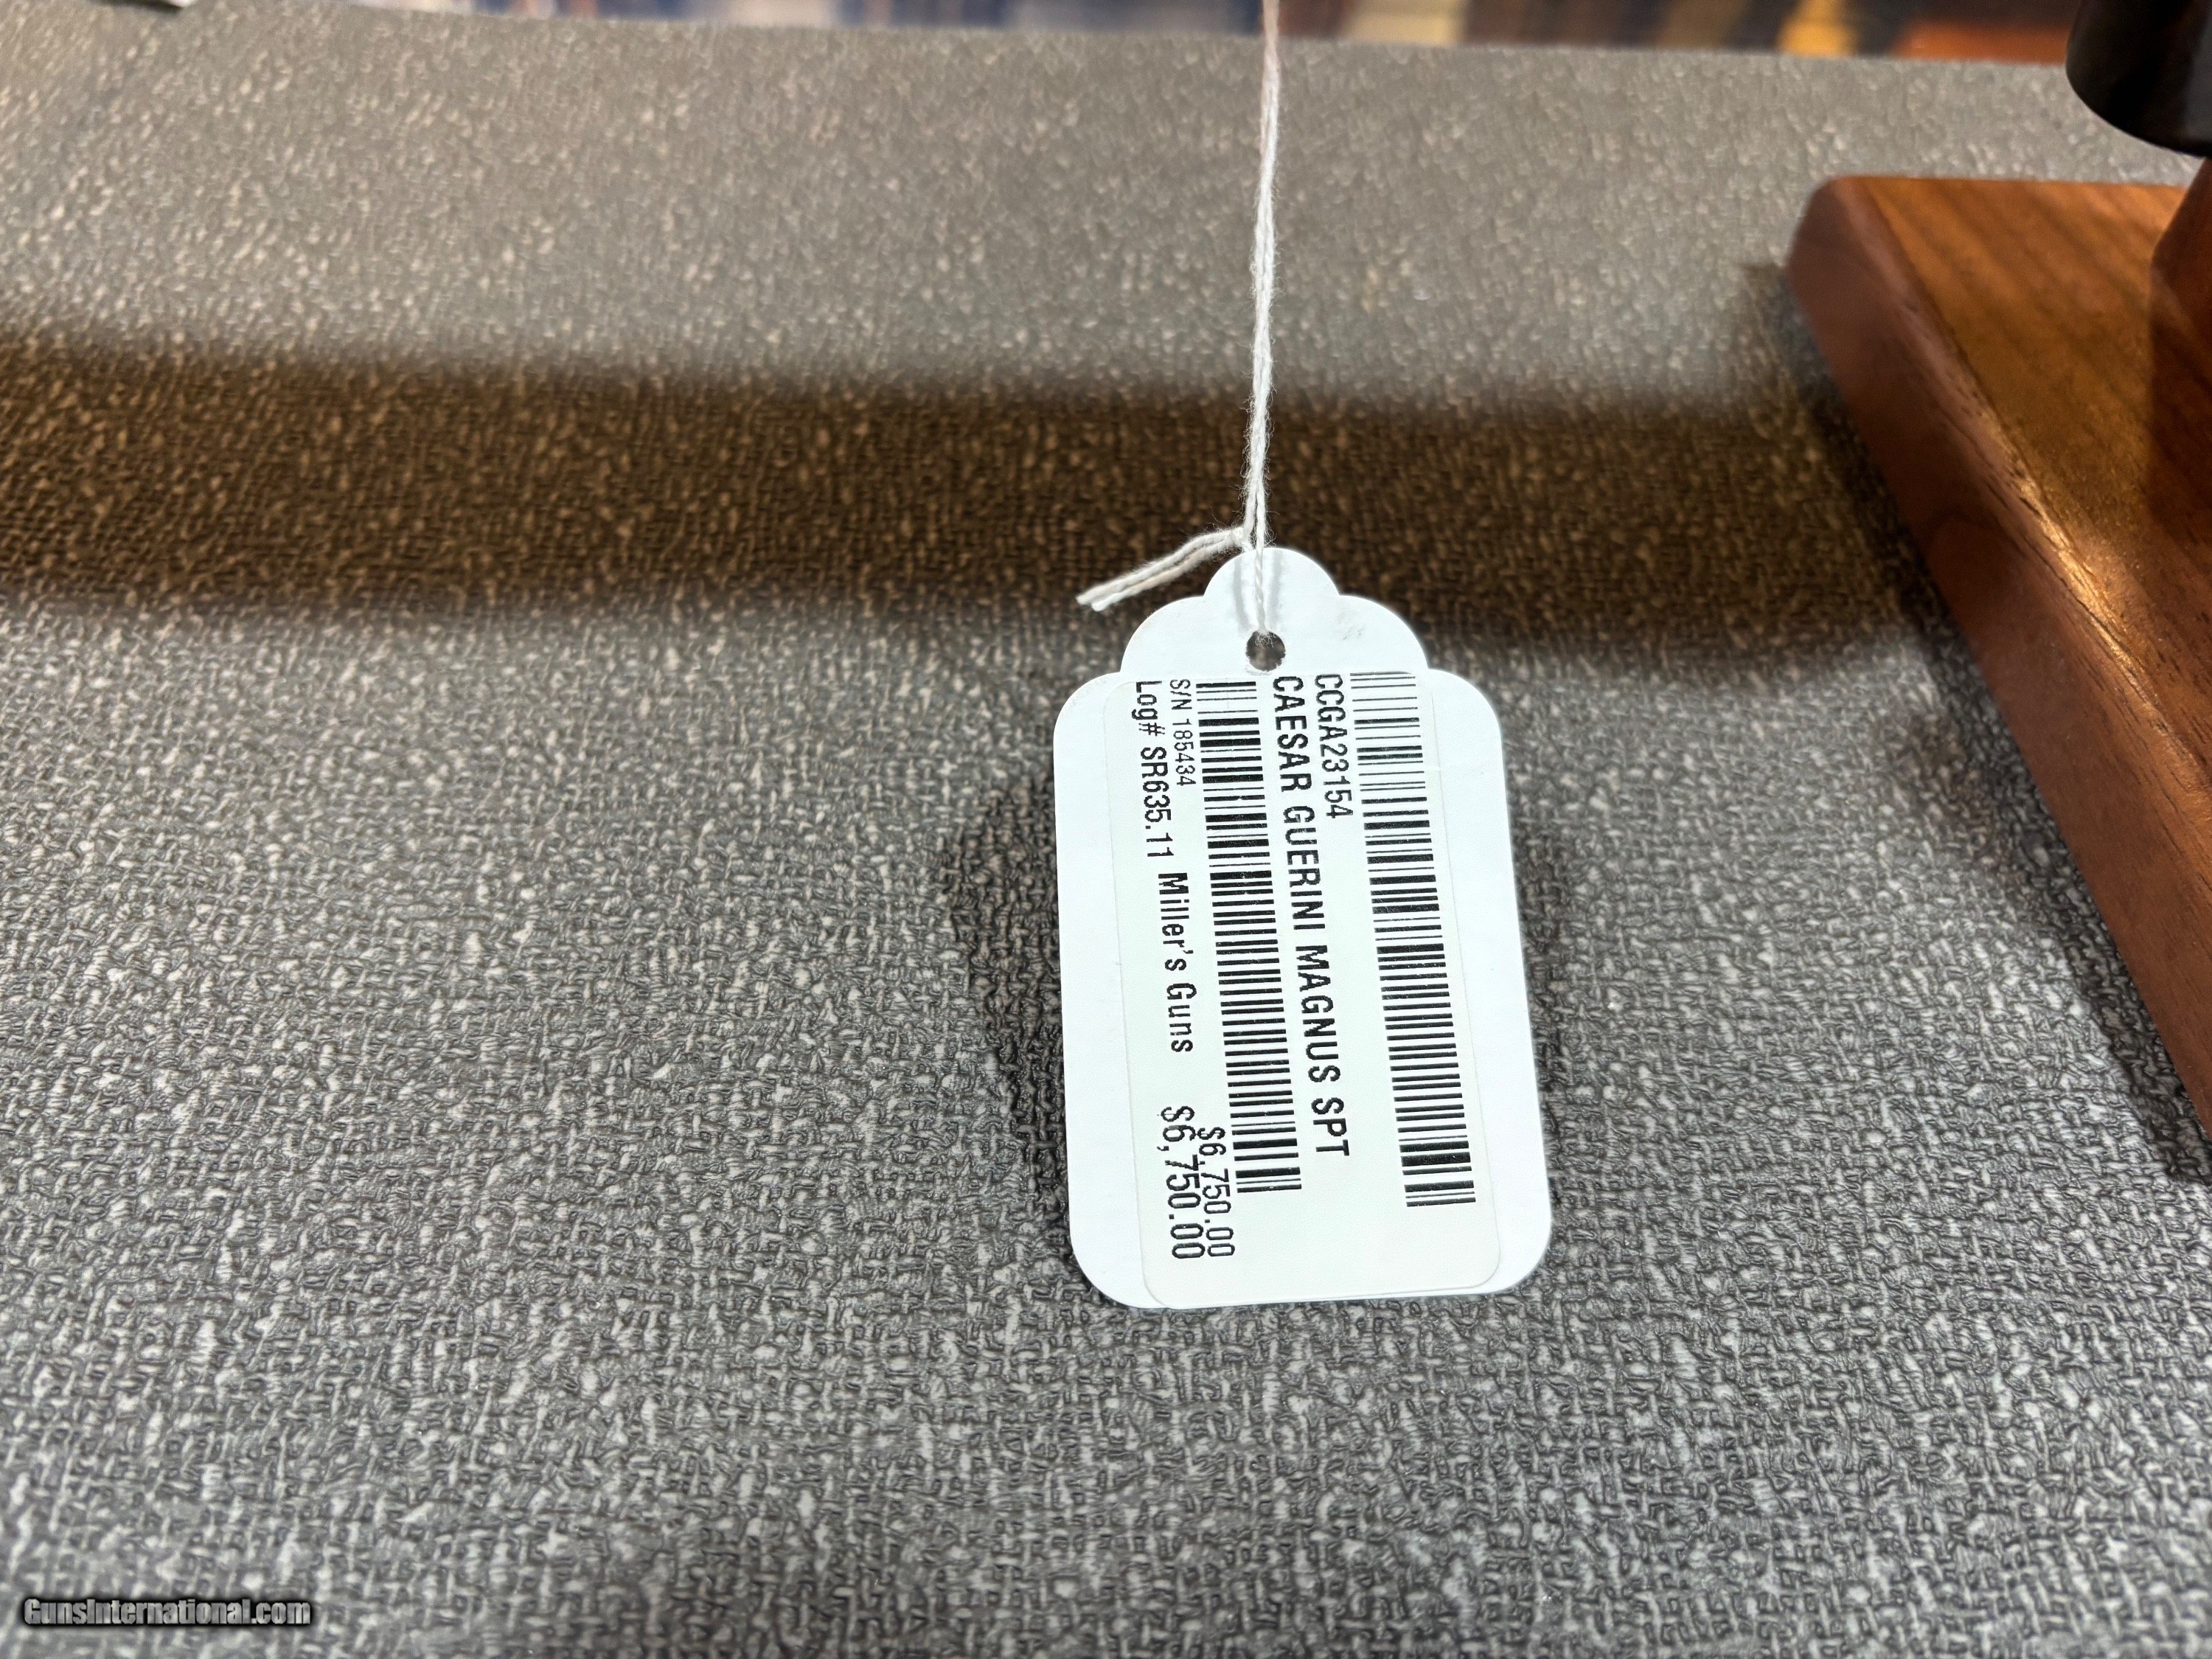 CCGA23154
CAESAR GUERINI MAGNUS SPT
S/N 185434 $6,750.00
Log# SR635.11 Miller's Guns $6,750.00
GunsInternational.com